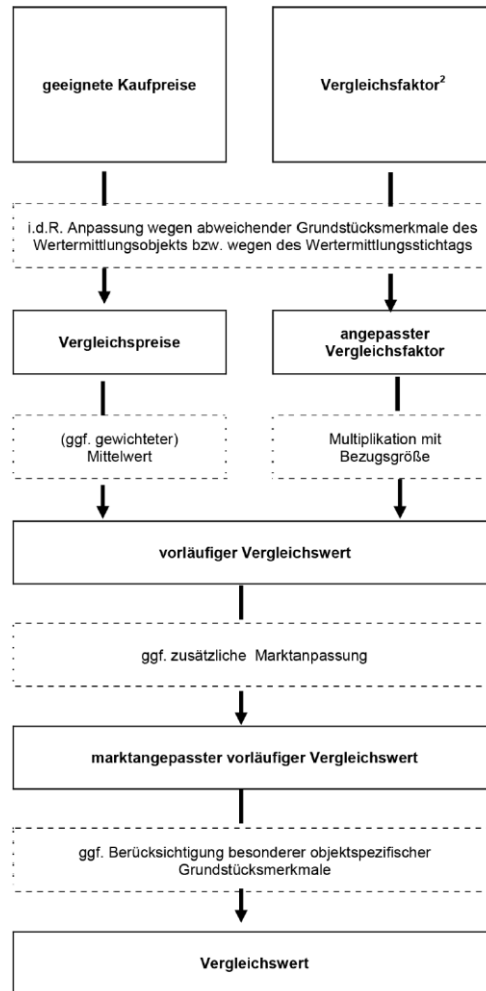 geeignete Kaufpreise
Vergleichsfaktor²
i.d.R. Anpassung wegen abweichender Grundstücksmerkmale des
Wertermittlungsobjekts bzw. wegen des Wertermittlungsstichtags
Vergleichspreise
angepasster
Vergleichsfaktor
(ggf. gewichteter)
Mittelwert
Multiplikation mit
Bezugsgröße
vorläufiger Vergleichswert
ggf. zusätzliche Marktanpassung
marktangepasster vorläufiger Vergleichswert
ggf. Berücksichtigung besonderer objektspezifischer
Grundstücksmerkmale
Vergleichswert